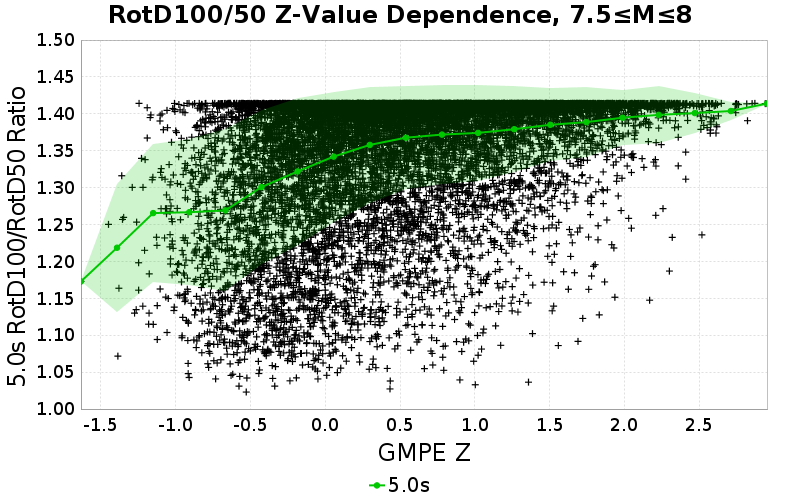 RotD100/50 Z-Value Dependence, 7.5≤M≤8
5.0s RotD100/RotD50 Ratio
1.50
1.45
1.40
1.35
1.30
1.25
1.20
1.15
1.10
1.05
1.00
-1.5 -1.0 -0.5 0.0 0.5 1.0 1.5 2.0 2.5
GMPE Z
5.0s